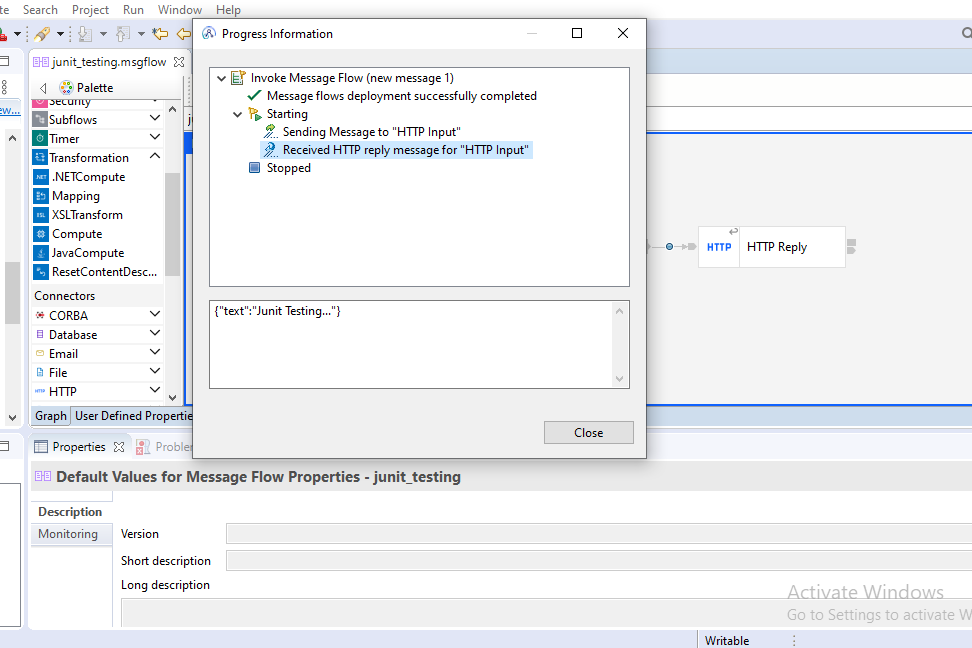 te Search Project Run Window Help
Progress Information
junit_testing.msgflow
Palette
ew...
Security
Subflows
Timer
Transformation
.NETCompute
Mapping
XSLTransform
Compute
JavaCompute
ResetContentDesc...
Connectors
CORBA
Database
Email
File
HTTP
Graph User Defined Propertie
Invoke Message Flow (new message 1)
Message flows deployment successfully completed
Starting
Sending Message to "HTTP Input"
Received HTTP reply message for "HTTP Input"
Stopped
{"text":"Junit Testing..."}
Close
HTTP HTTP Reply
Properties Probler
Default Values for Message Flow Properties - junit_testing
Description
Monitoring
Version
Short description
Long description
Activate Windows
Go to Settings to activate W
Writable